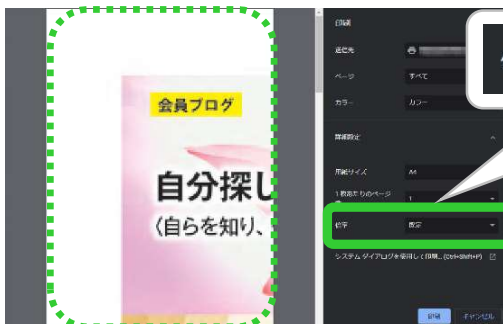 会員ブログ
自分探し
〈自らを知り、
印刷
送信先
ページ すべて
カラー カラー
詳細設定
用紙サイズ A4
1 枚あたりのページ 1
倍率 既定
システム ダイアログを使用して印刷... (Ctrl+Shift+P)
印刷 キャンセル